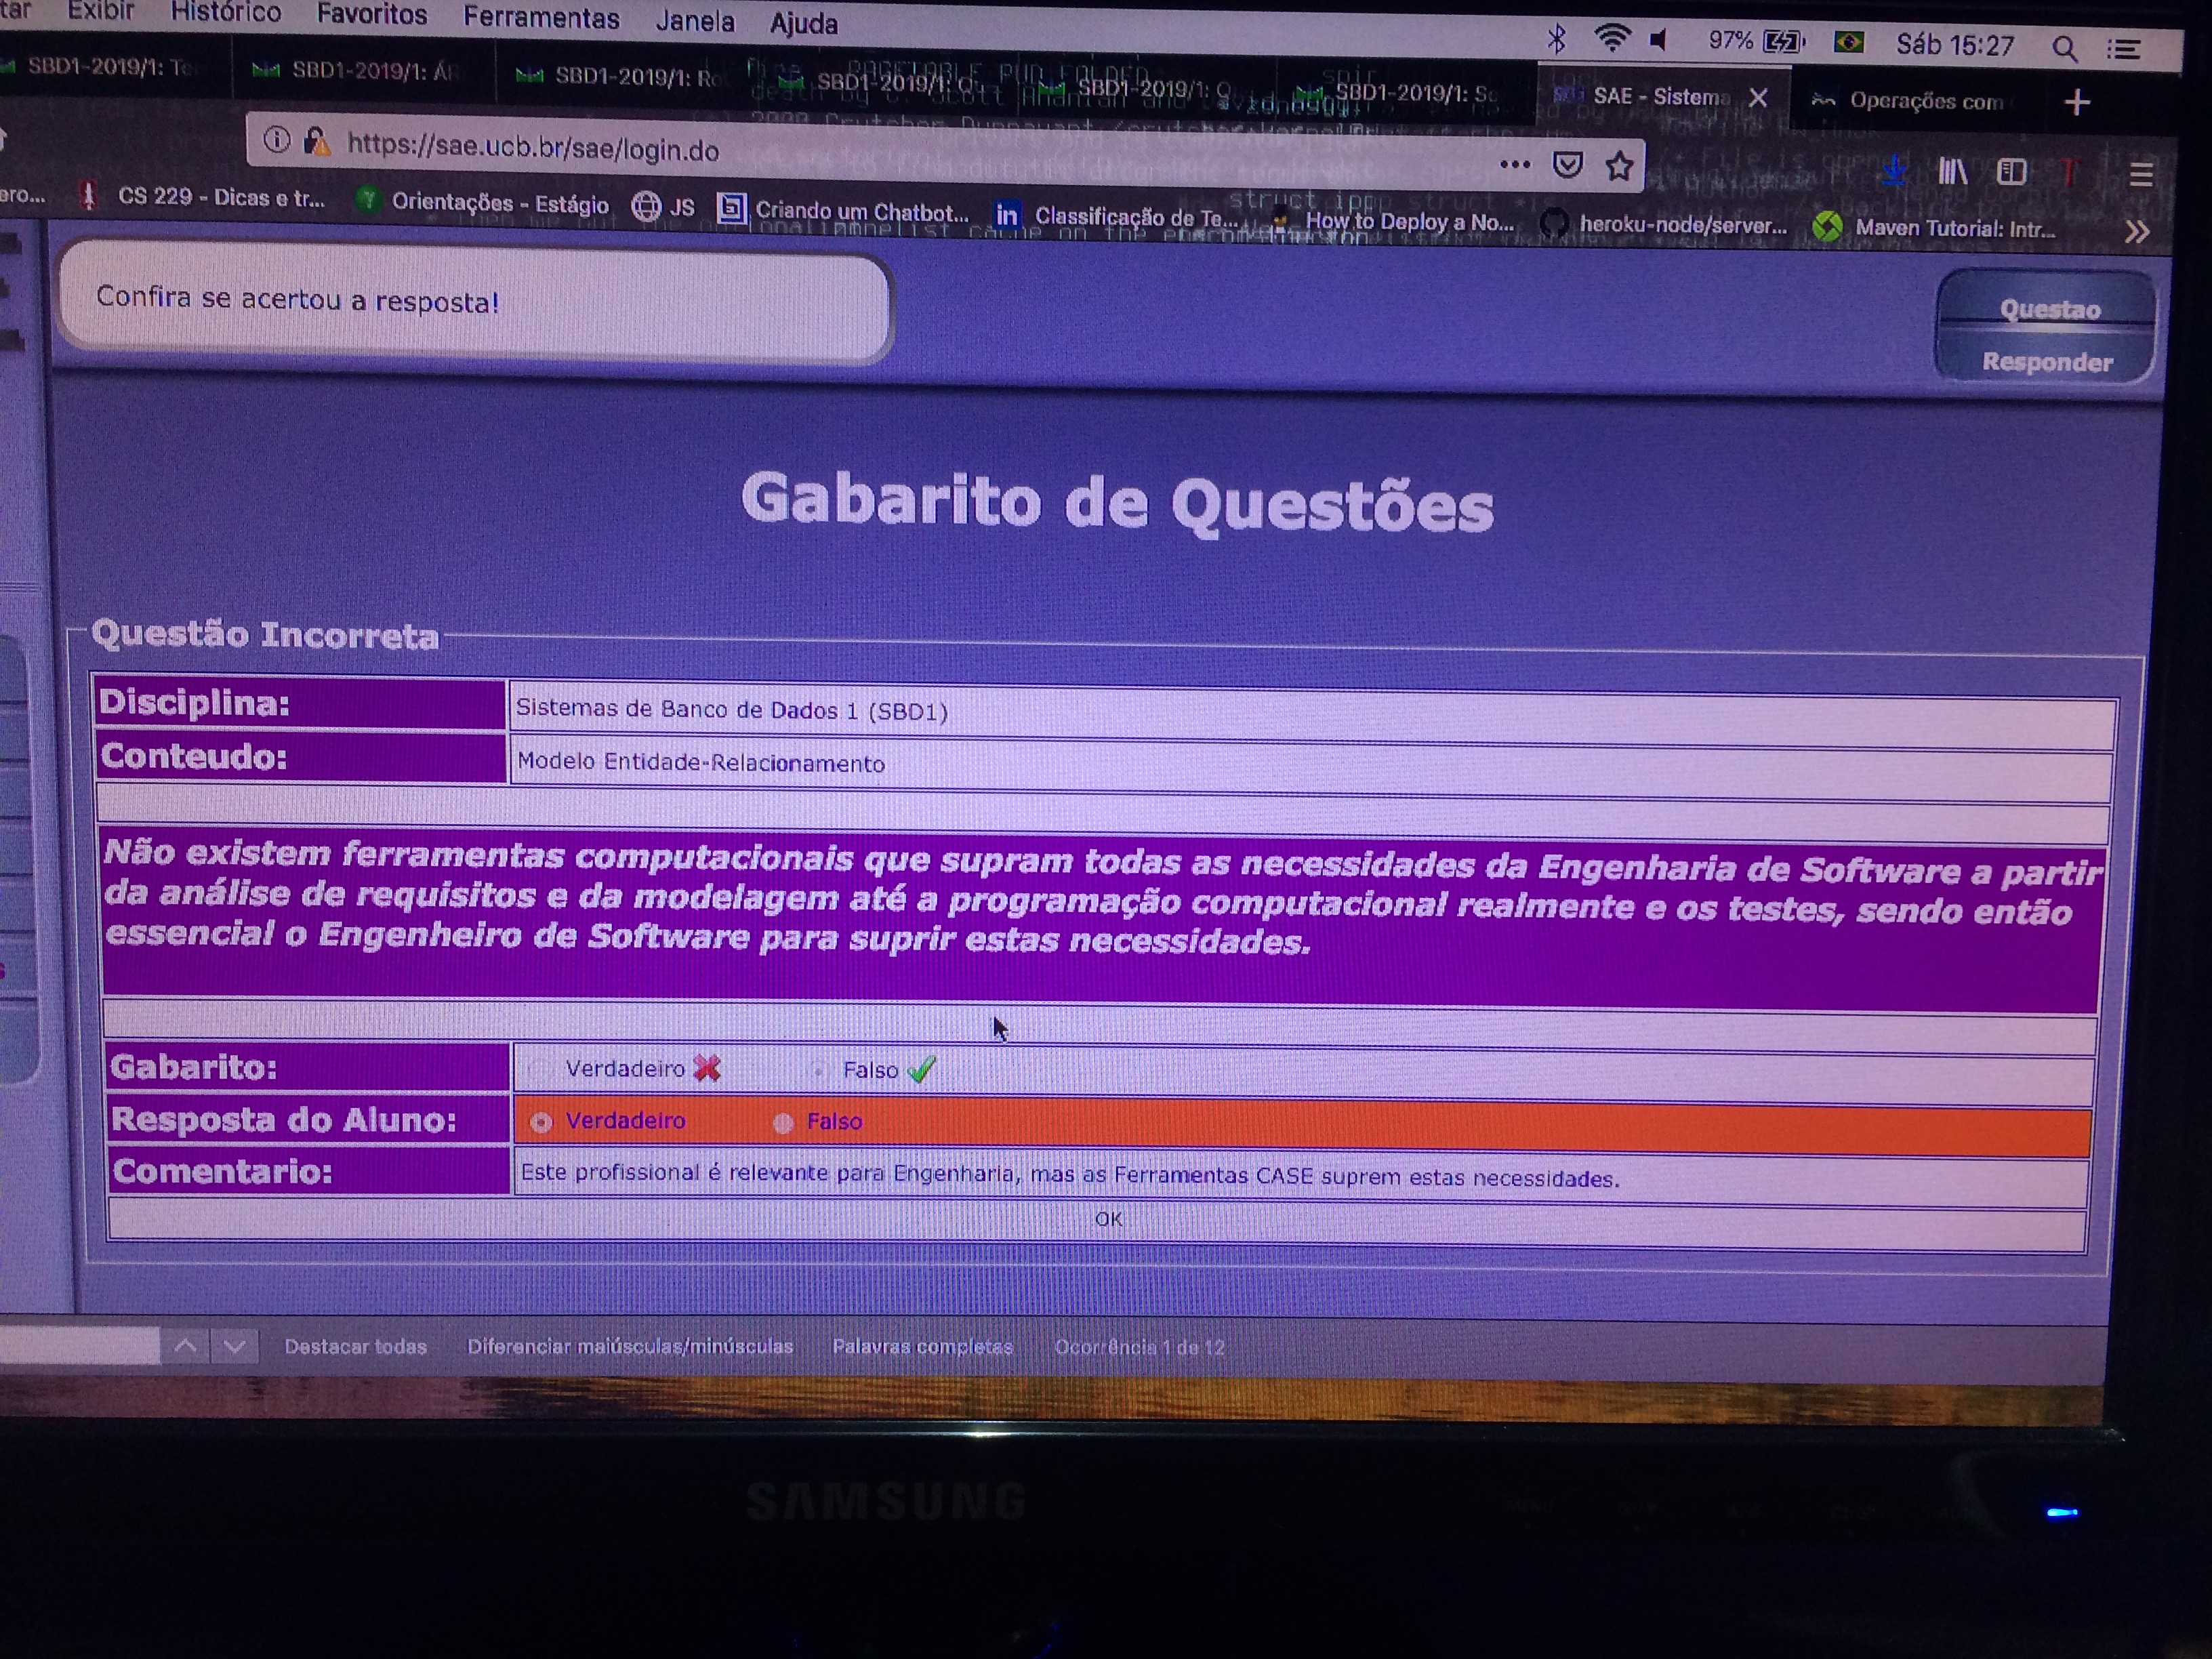 Exibir Histórico Favoritos Ferramentas Janela Ajuda 97% Sáb 15:27
SBD1-2019/1: Te SBD1-2019/1: ÁR SBD1-2019/1: Ro SBD1-2019/1: Q SBD1-2019/1: Q SBD1-2019/1: Sc SAE - Sistema Operações com
https://sae.ucb.br/sae/login.do
ero... CS 229 - Dicas e tr... Orientações - Estágio JS Criando um Chatbot... Classificação de Te... How to Deploy a No... heroku-node/server... Maven Tutorial: Intr...
Confira se acertou a resposta!
Questao
Responder
Gabarito de Questões
Questão Incorreta
Disciplina: Sistemas de Banco de Dados 1 (SBD1)
Conteudo: Modelo Entidade-Relacionamento
Não existem ferramentas computacionais que supram todas as necessidades da Engenharia de Software a partir
da análise de requisitos e da modelagem até a programação computacional realmente e os testes, sendo então
essencial o Engenheiro de Software para suprir estas necessidades.
Gabarito: Verdadeiro Falso
Resposta do Aluno: Verdadeiro Falso
Comentario: Este profissional é relevante para Engenharia, mas as Ferramentas CASE suprem estas necessidades.
OK
Destacar todas Diferenciar maiúsculas/minúsculas Palavras completas Ocorrência 1 de 12
SAMSUNG